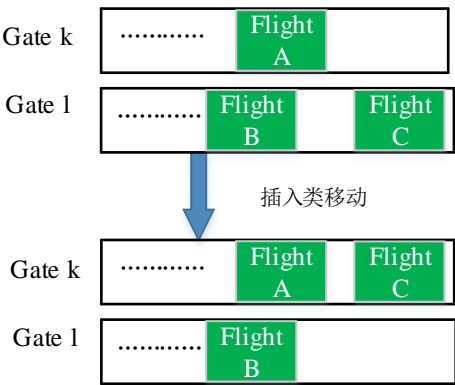 Gate k
............ Flight A
Gate l
............ Flight B Flight C
插入类移动
Gate k
............ Flight A Flight C
Gate l
............ Flight B